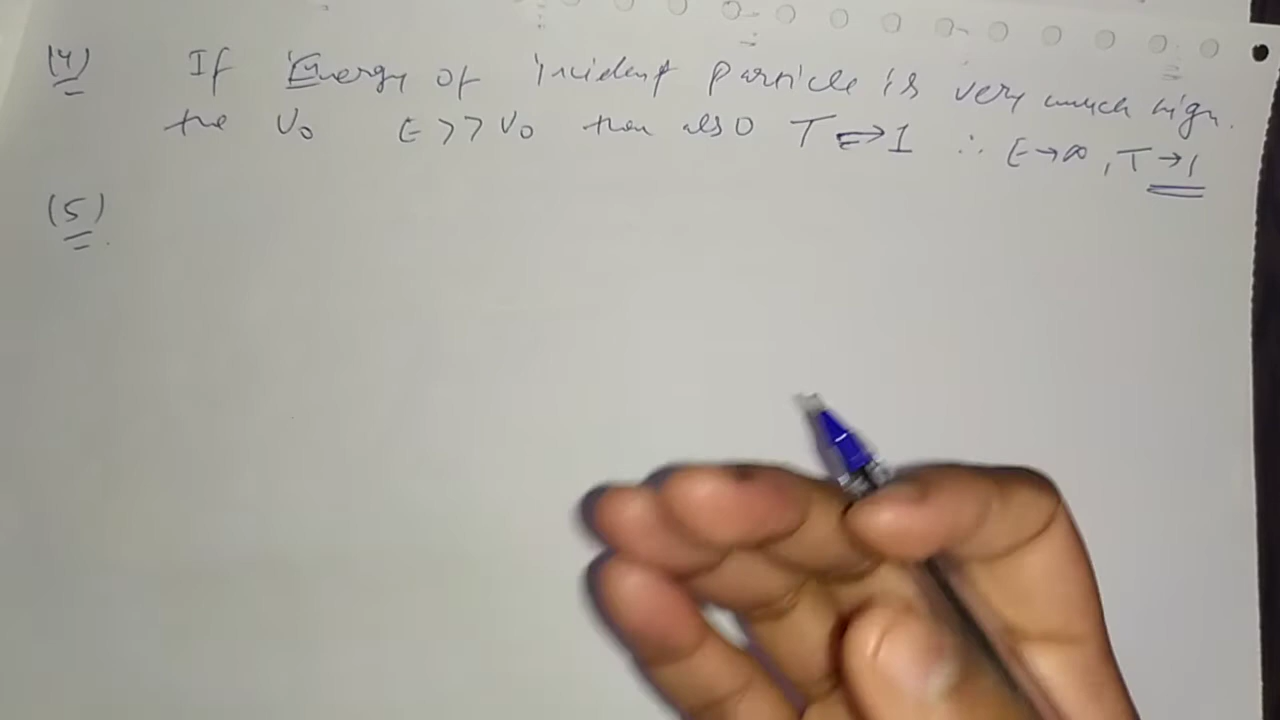 (4) If Energy of incident particle is very much high.
the V₀ E >> V₀ then also T ⇒ 1 ∴ E → ∞, T → 1
(5)